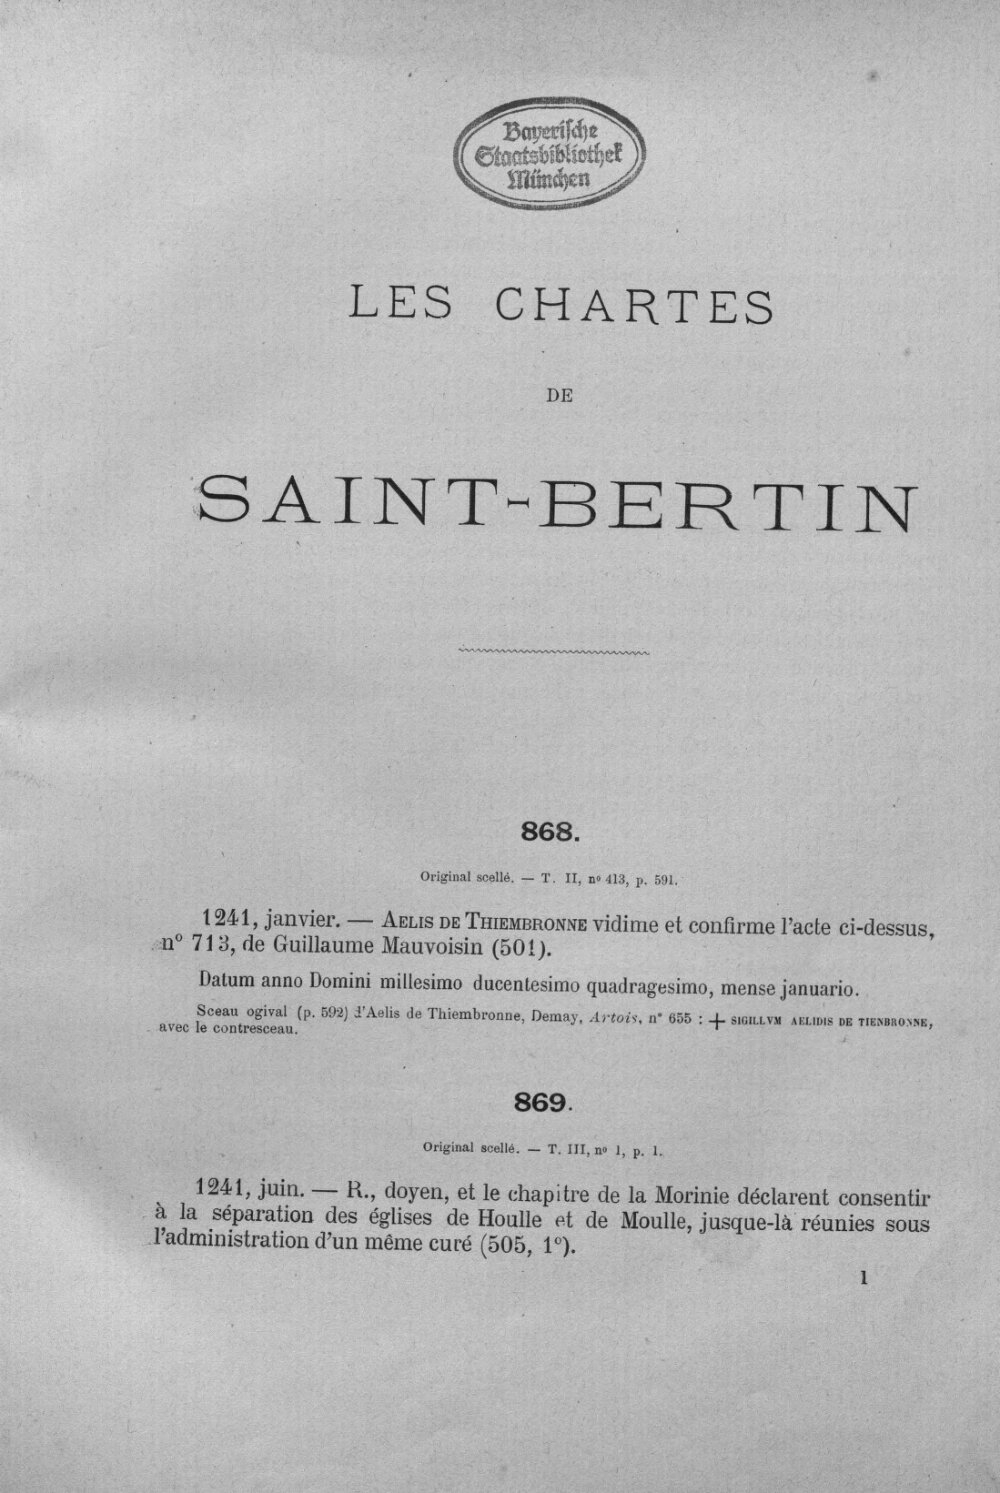 Bayerische
Staatsbibliothek
München
LES CHARTES
DE
SAINT-BERTIN
868.
Original scellé. — T. II, nº 413, p. 591.
1241, janvier. — AELIS DE THIEMBRONNE vidime et confirme l'acte ci-dessus,
nº 713, de Guillaume Mauvoisin (501).
Datum anno Domini millesimo ducentesimo quadragesimo, mense januario.
Sceau ogival (p. 592) d'Aelis de Thiembronne, Demay, Artois, nº 655 : + SIGILLVM AELIDIS DE TIENBRONNE,
avec le contresceau.
869.
Original scellé. — T. III, nº 1, p. 1.
1241, juin. — R., doyen, et le chapitre de la Morinie déclarent consentir
à la séparation des églises de Houlle et de Moulle, jusque-là réunies sous
l'administration d'un même curé (505, 1º).
1